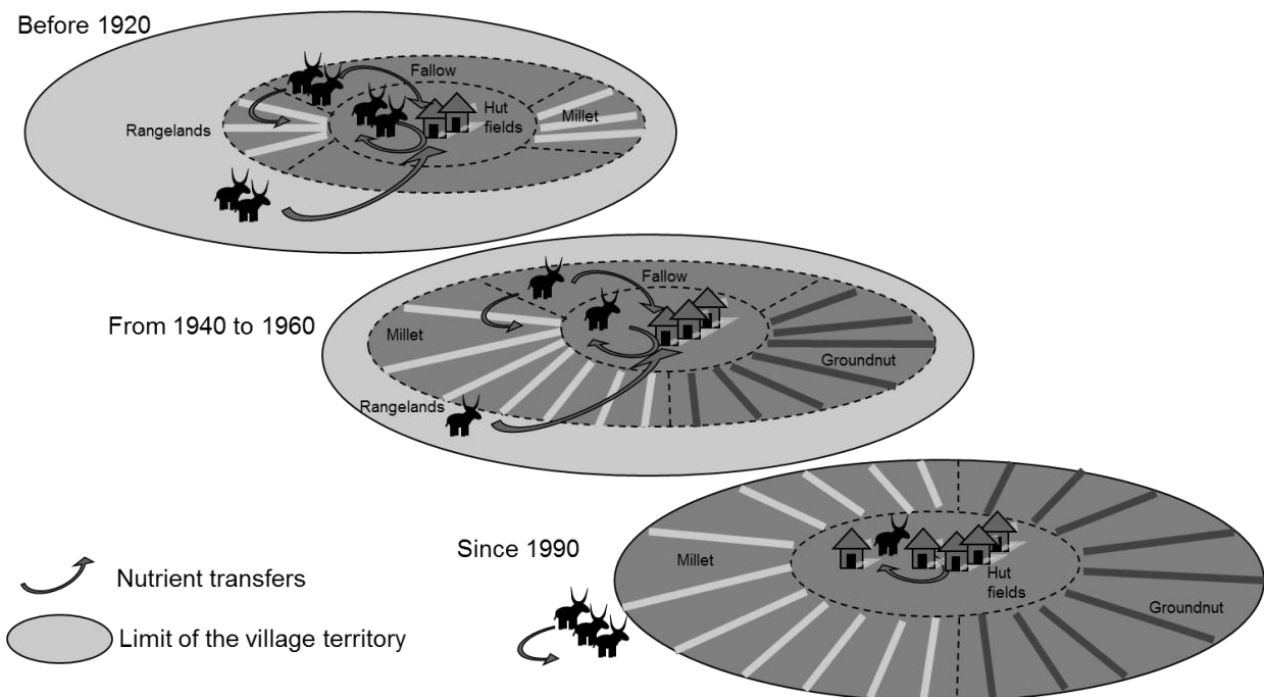 Before 1920
Fallow
Hut
fields
Millet
Rangelands
From 1940 to 1960
Fallow
Millet
Groundnut
Rangelands
Since 1990
Millet
Hut
fields
Groundnut
Nutrient transfers
Limit of the village territory